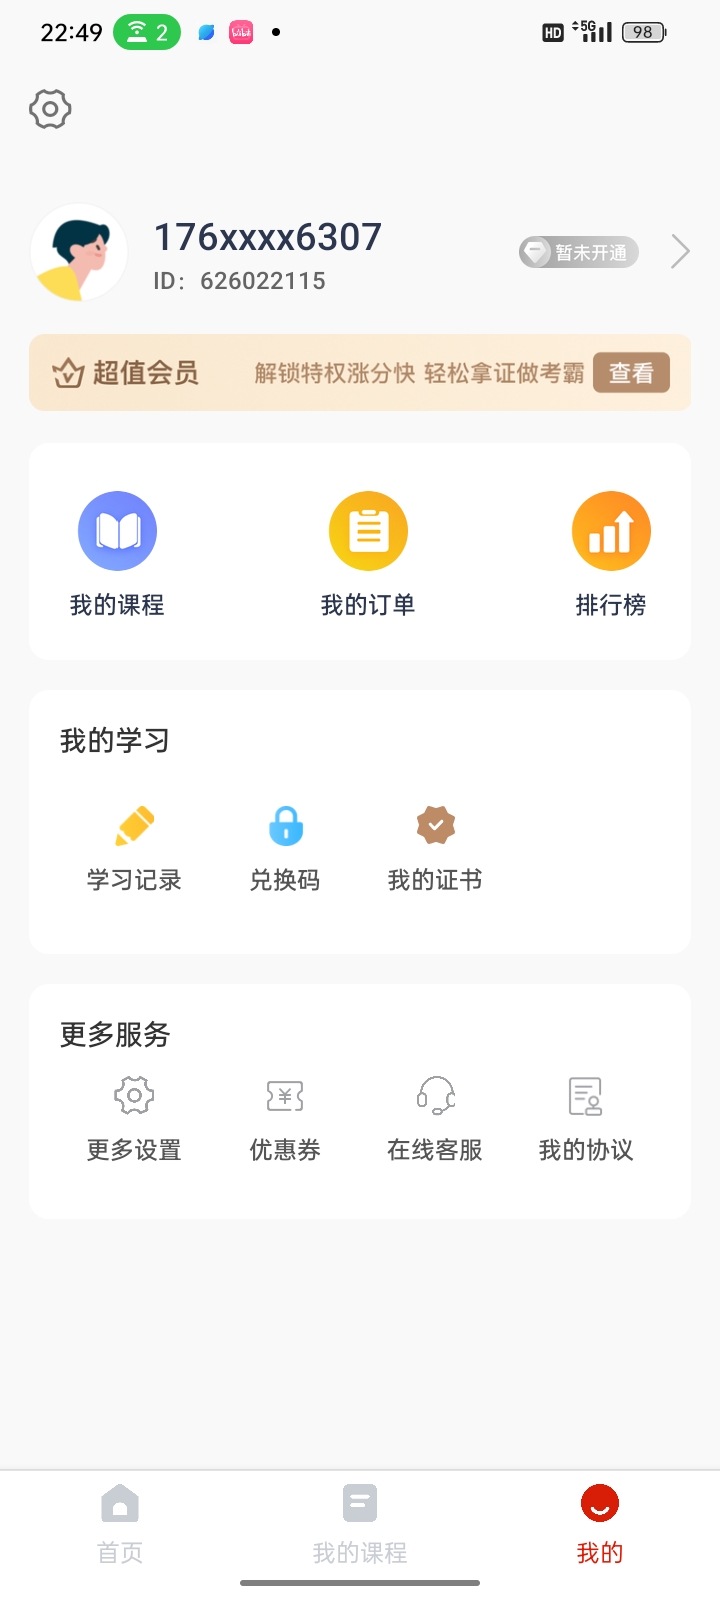 22:49 2 HD 5G 98
176xxxx6307
暂未开通
ID：626022115
超值会员 解锁特权涨分快 轻松拿证做考霸 查看
我的课程 我的订单 排行榜
我的学习
学习记录 兑换码 我的证书
更多服务
更多设置 优惠券 在线客服 我的协议
首页 我的课程 我的